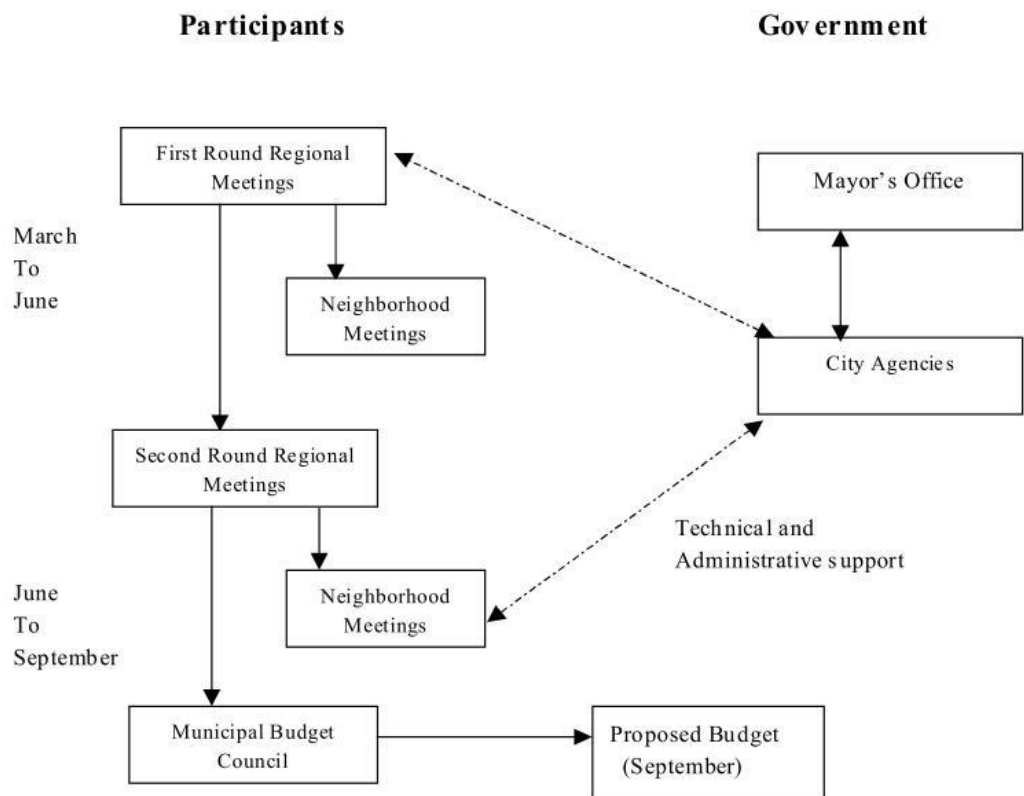 Participants
Government
First Round Regional
Meetings
Mayor's Office
March
To
June
Neighborhood
Meetings
City Agencies
Second Round Regional
Meetings
Technical and
Administrative support
June
To
September
Neighborhood
Meetings
Municipal Budget
Council
Proposed Budget
(September)